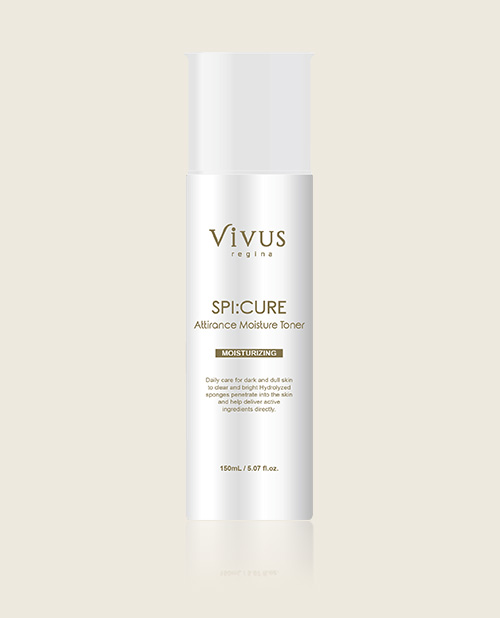 Vivus
regina
SPI:CURE
Attirance Moisture Toner
MOISTURIZING
Daily care for dark and dull skin
to clear and bright Hydrolyzed
sponges penetrate into the skin
and help deliver active
ingredients directly.
150mL / 5.07 fl.oz.